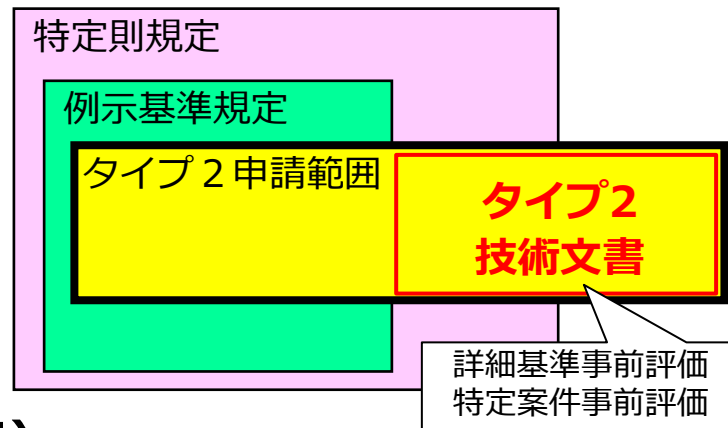 特定則規定
例示基準規定
タイプ２申請範囲
タイプ2
技術文書
詳細基準事前評価
特定案件事前評価